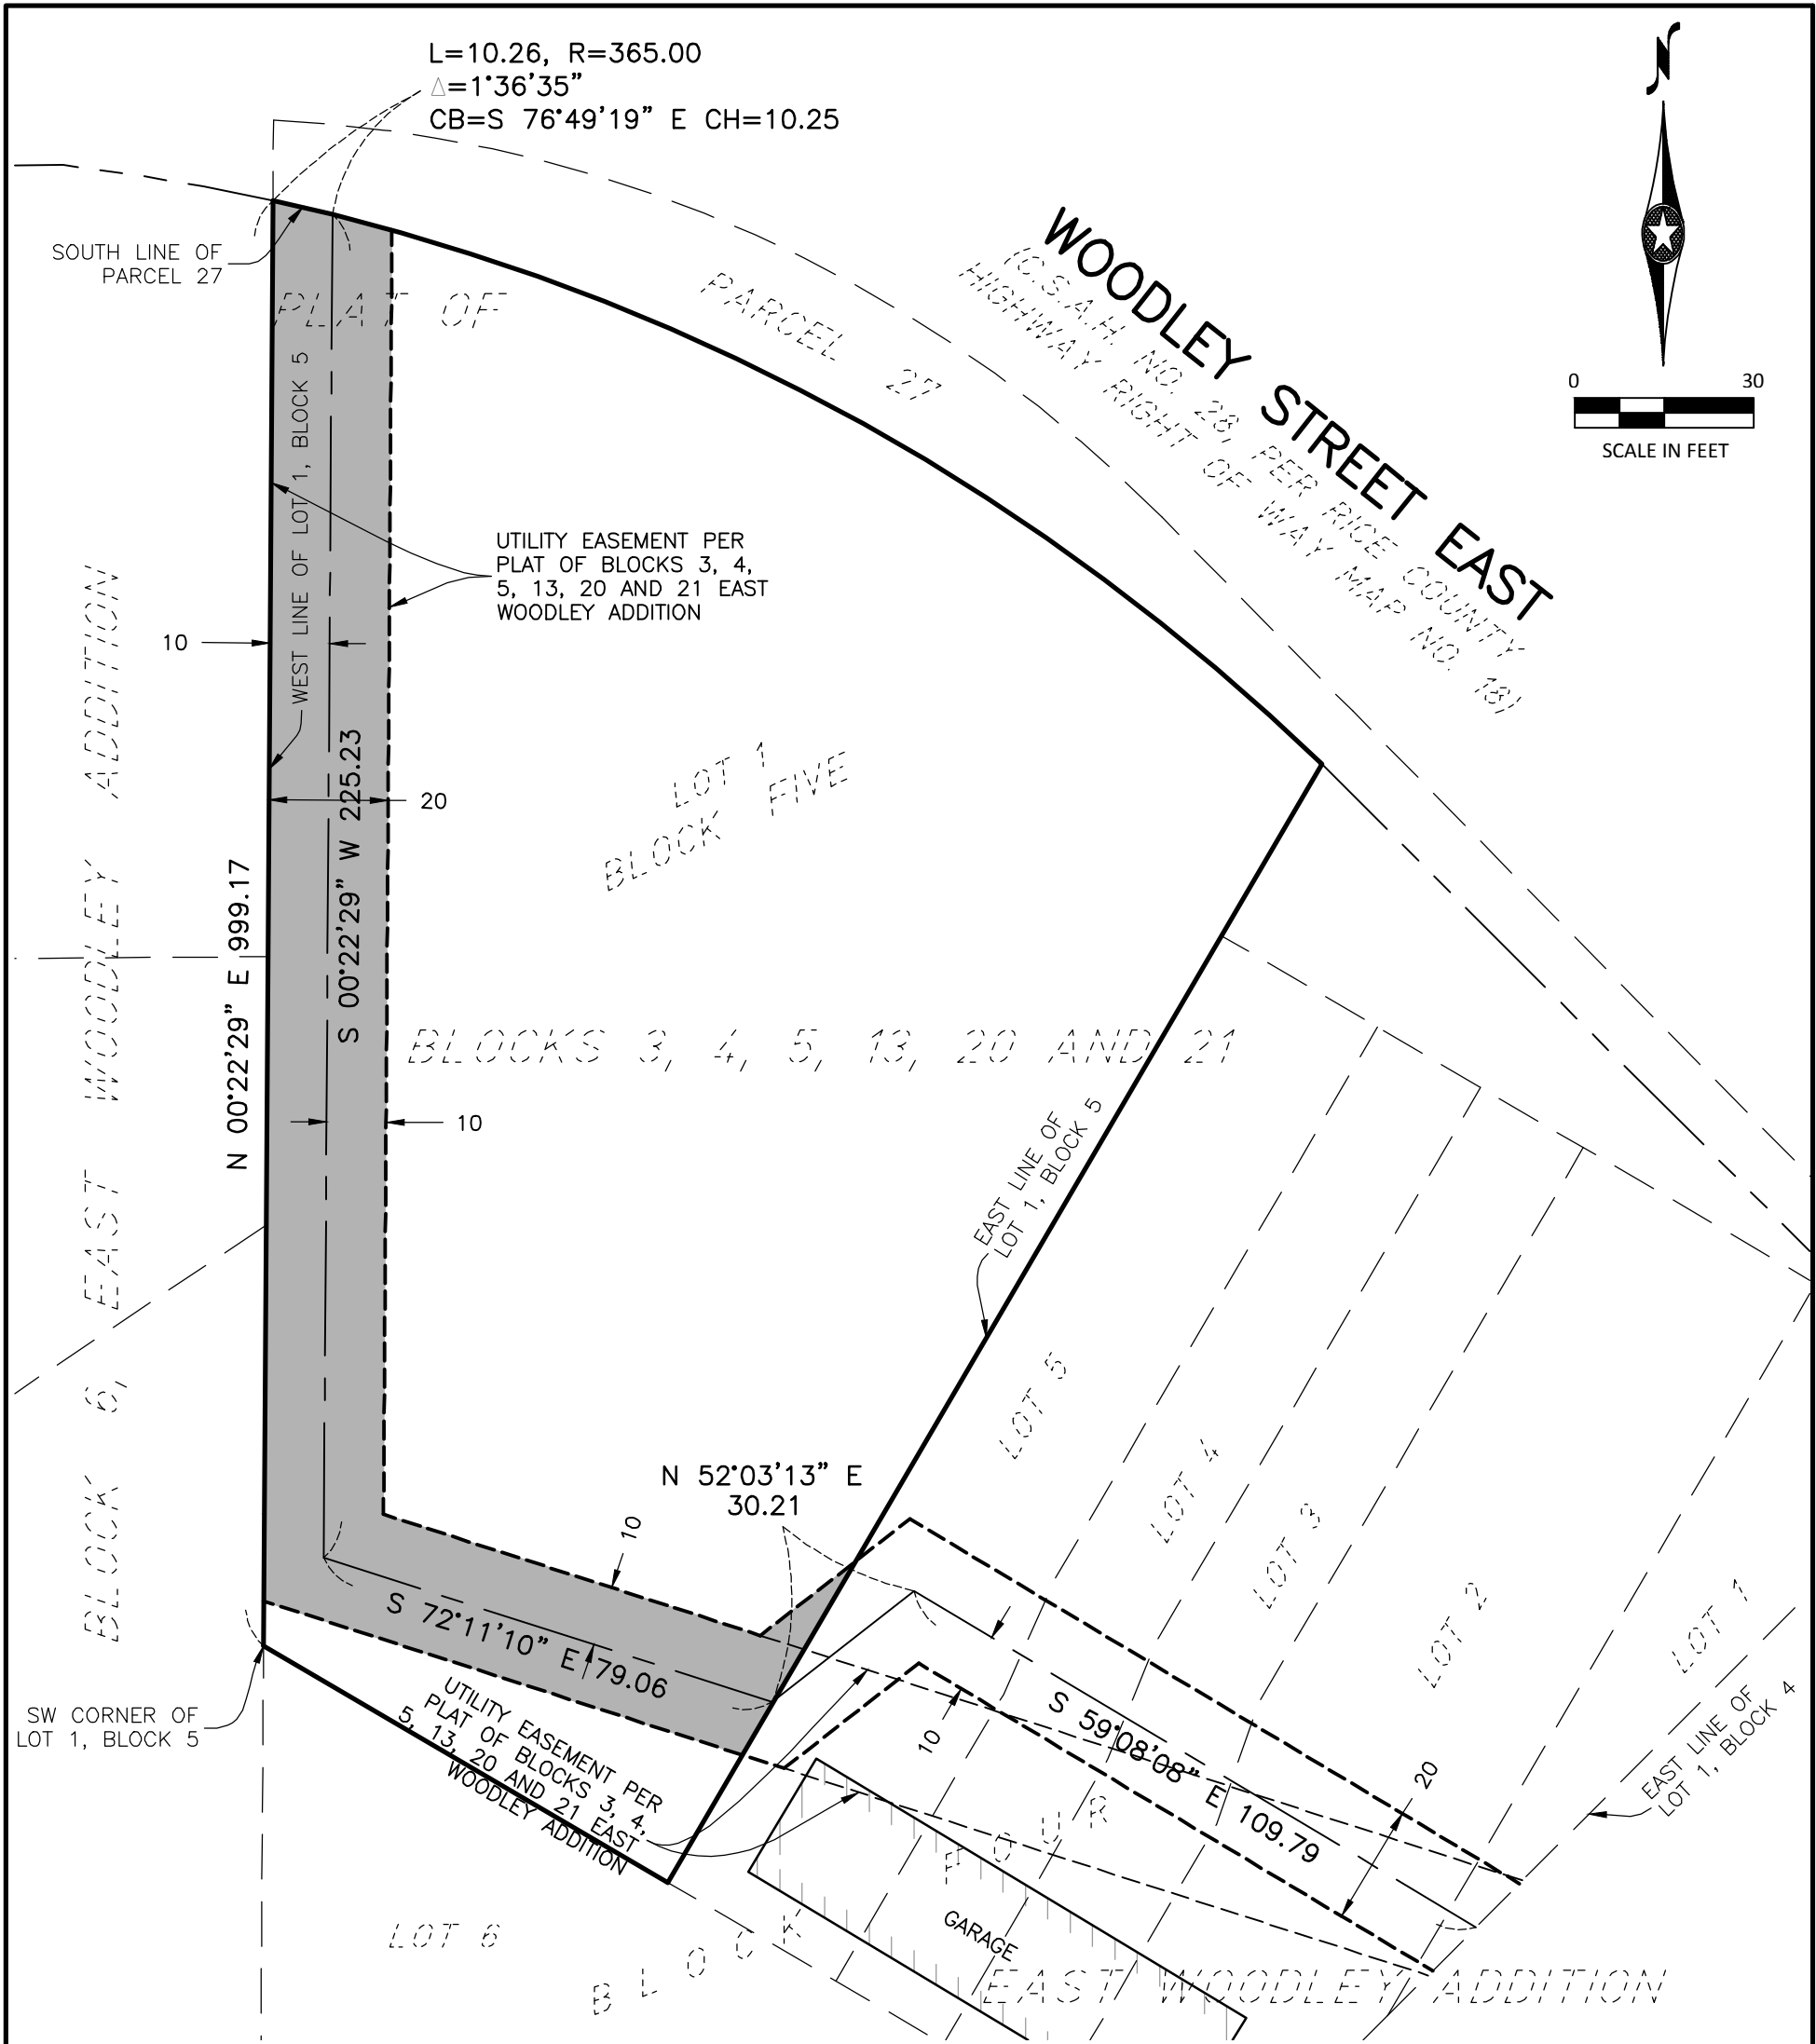 L=10.26, R=365.00
Δ=1°36'35"
CB=S 76°49'19" E CH=10.25
N
0 30
SCALE IN FEET
SOUTH LINE OF
PARCEL 27
PLAT OF
PARCEL 27
WOODLEY STREET EAST
(C.S.A.H. NO. 28, PER RICE COUNTY
HIGHWAY RIGHT OF WAY MAP NO. 18)
WEST LINE OF LOT 1, BLOCK 5
UTILITY EASEMENT PER
PLAT OF BLOCKS 3, 4,
5, 13, 20 AND 21 EAST
WOODLEY ADDITION
10
20
LOT 1
BLOCK FIVE
N 00°22'29" E 999.17
S 00°22'29" W 225.23
BLOCK 6, EAST WOODLEY ADDITION
BLOCKS 3, 4, 5, 13, 20 AND 21
10
EAST LINE OF
LOT 1, BLOCK 5
LOT 5
LOT 4
LOT 3
LOT 2
LOT 1
N 52°03'13" E
30.21
10
S 72°11'10" E 79.06
SW CORNER OF
LOT 1, BLOCK 5
UTILITY EASEMENT PER
PLAT OF BLOCKS 3, 4,
5, 13, 20 AND 21 EAST
WOODLEY ADDITION
10
S 59°08'08" E 109.79
20
EAST LINE OF
LOT 1, BLOCK 4
GARAGE
LOT 6
BLOCK FOUR
EAST WOODLEY ADDITION